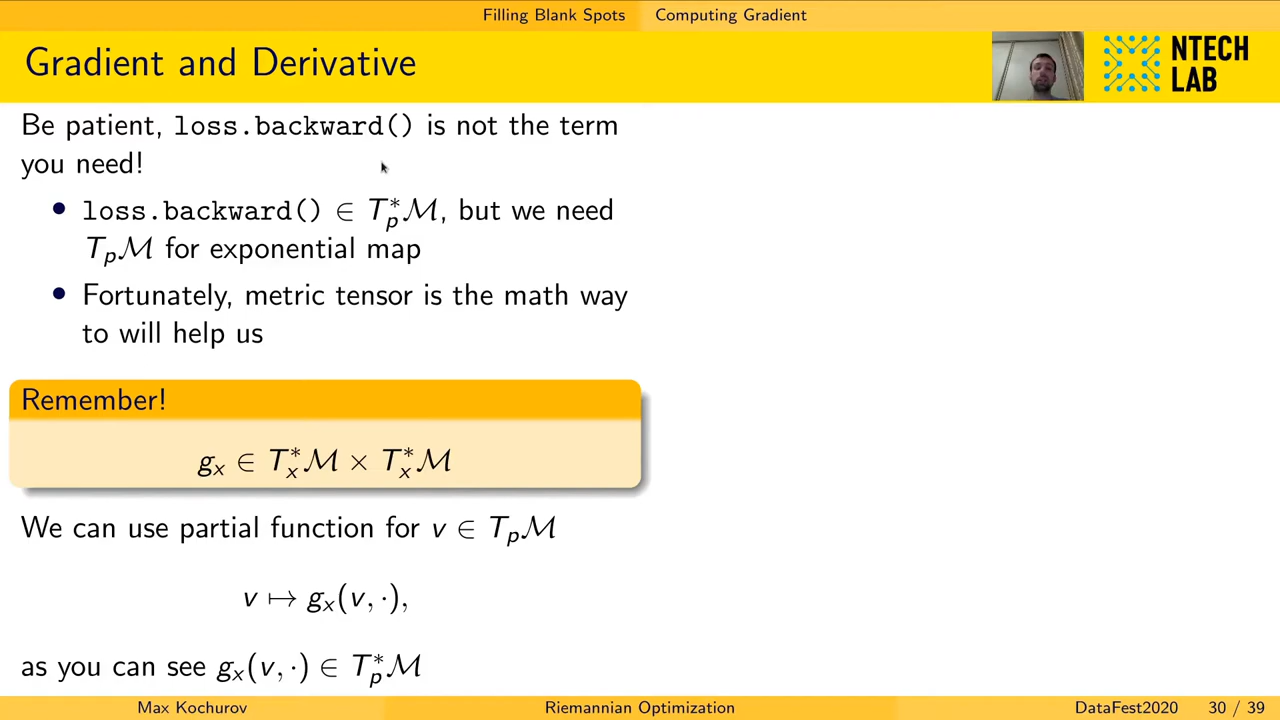 Filling Blank Spots Computing Gradient
Gradient and Derivative
NTECH
LAB
Be patient, loss.backward() is not the term
you need!
• loss.backward() ∈ T*ₚℳ, but we need
Tₚℳ for exponential map
• Fortunately, metric tensor is the math way
to will help us
Remember!
gₓ ∈ T*ₓℳ × T*ₓℳ
We can use partial function for v ∈ Tₚℳ
v ↦ gₓ(v, ·),
as you can see gₓ(v, ·) ∈ T*ₚℳ
Max Kochurov Riemannian Optimization DataFest2020 30 / 39